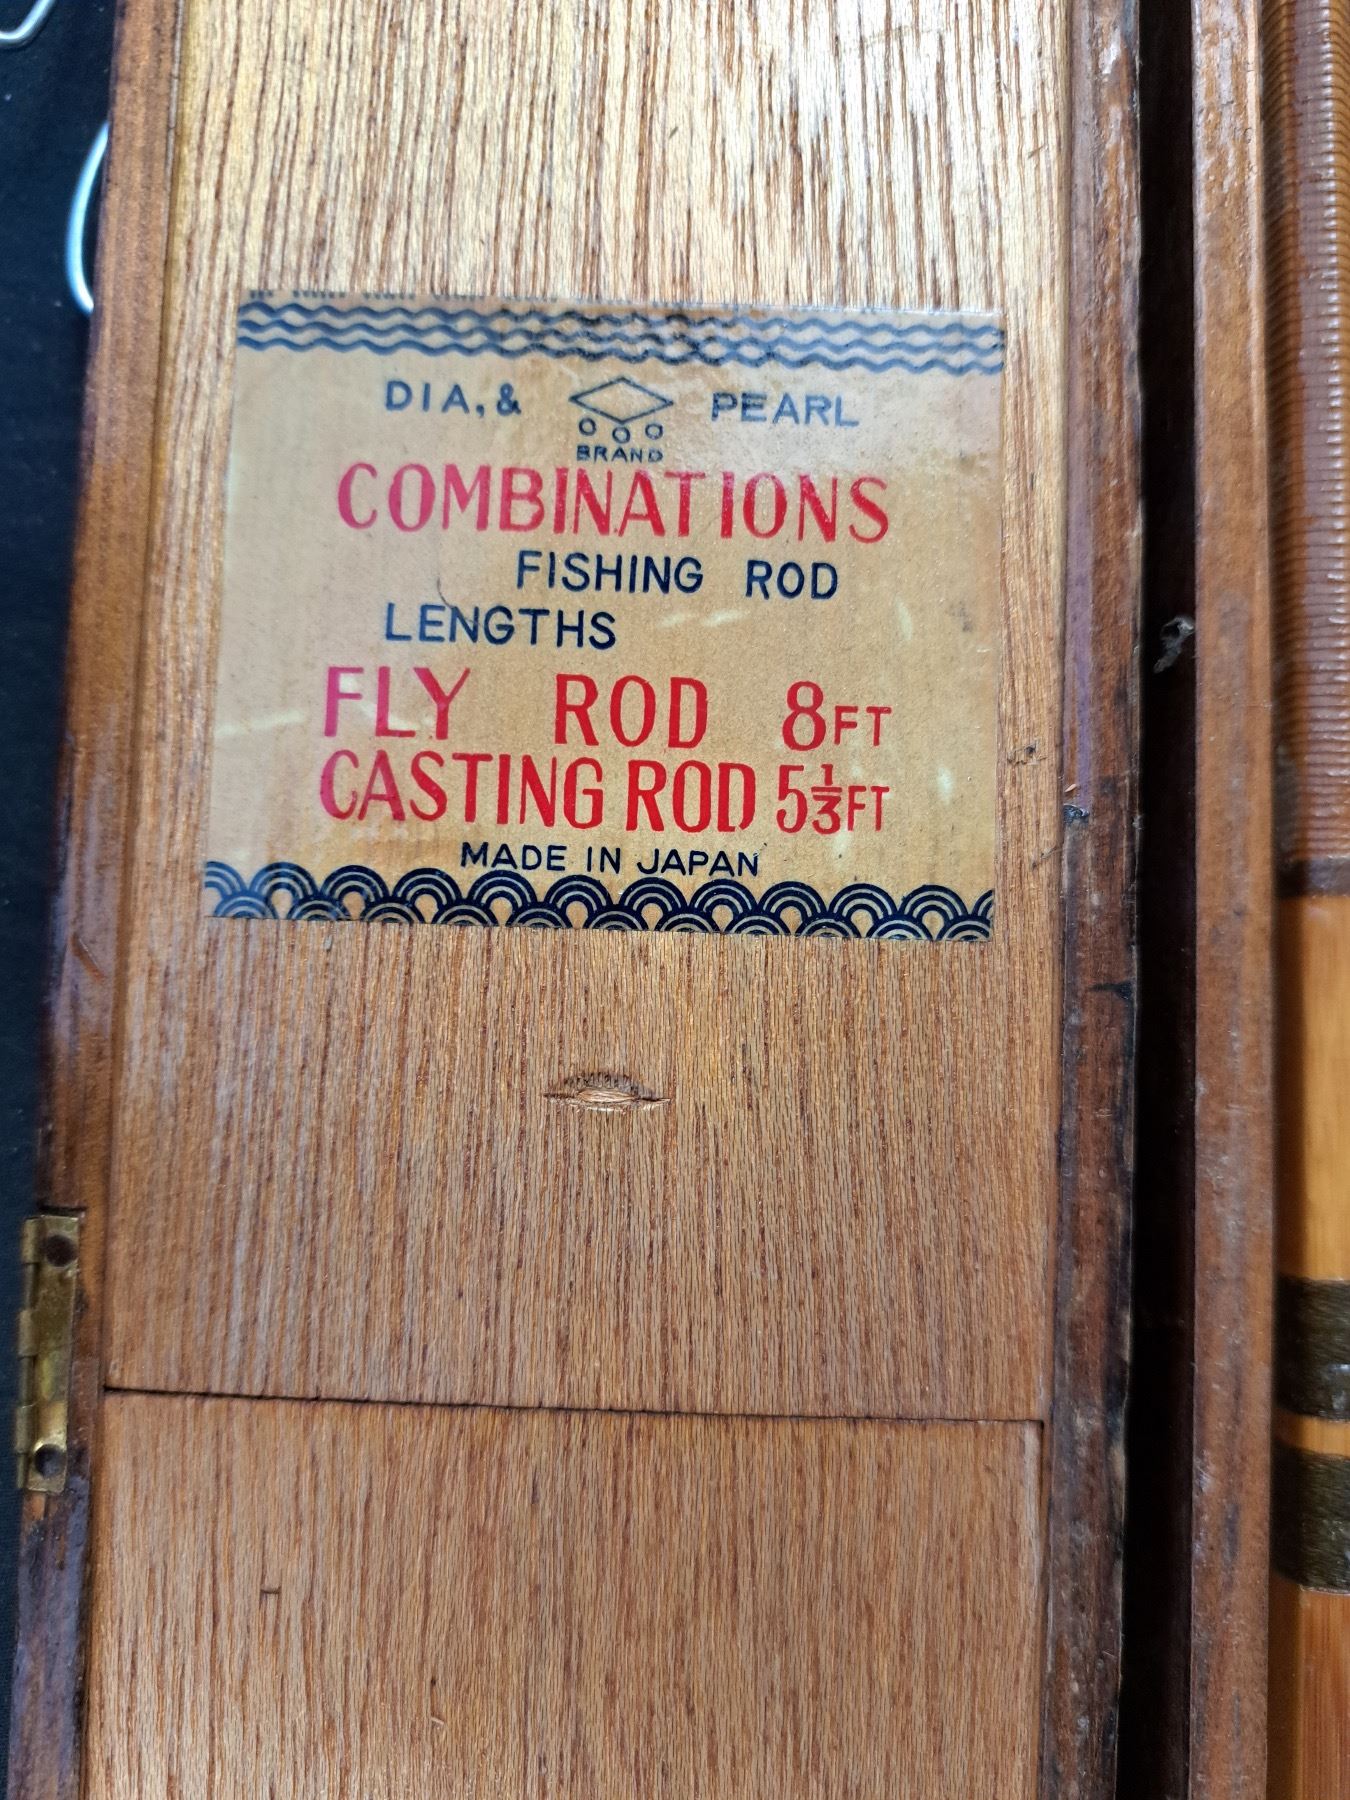 DIA,& PEARL
BRAND
COMBINATIONS
FISHING ROD
LENGTHS
FLY ROD 8FT
CASTING ROD 5⅓FT
MADE IN JAPAN